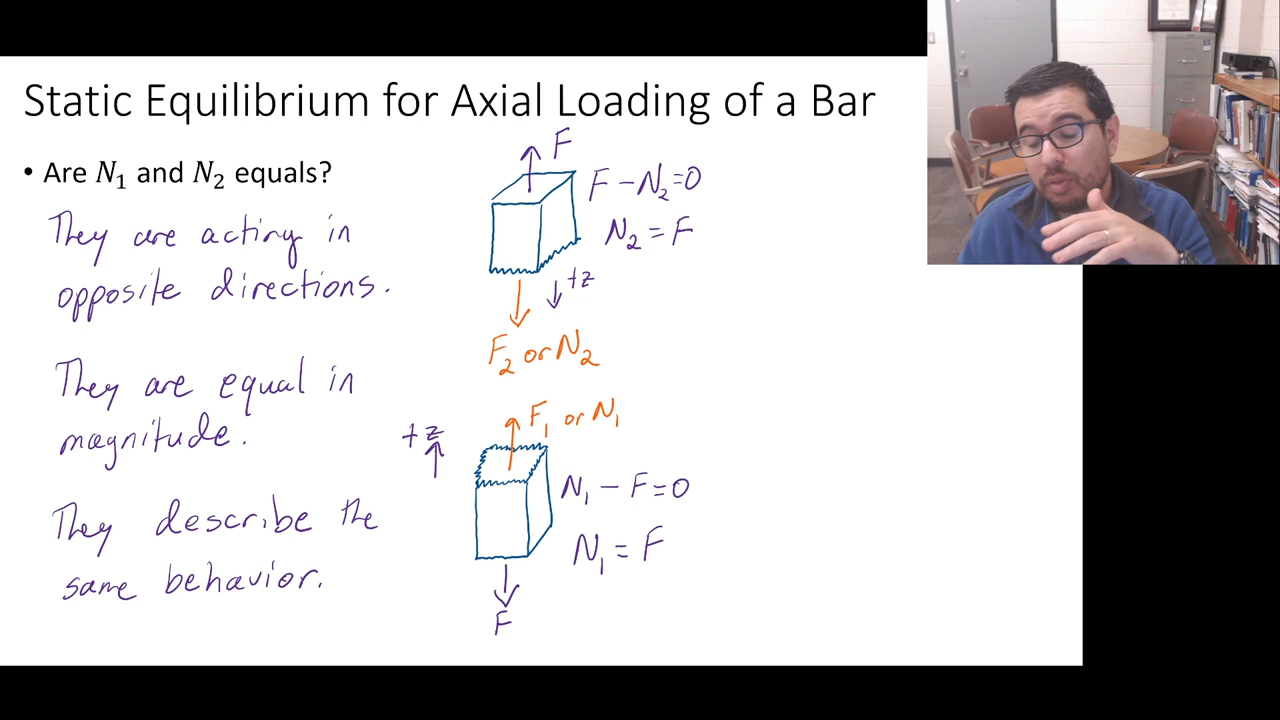 Static Equilibrium for Axial Loading of a Bar
• Are N₁ and N₂ equals?
They are acting in
opposite directions.
They are equal in
magnitude.
They describe the
same behavior.
F
F - N₂ = 0
N₂ = F
+z
F₂ or N₂
F₁ or N₁
+z
N₁ - F = 0
N₁ = F
F